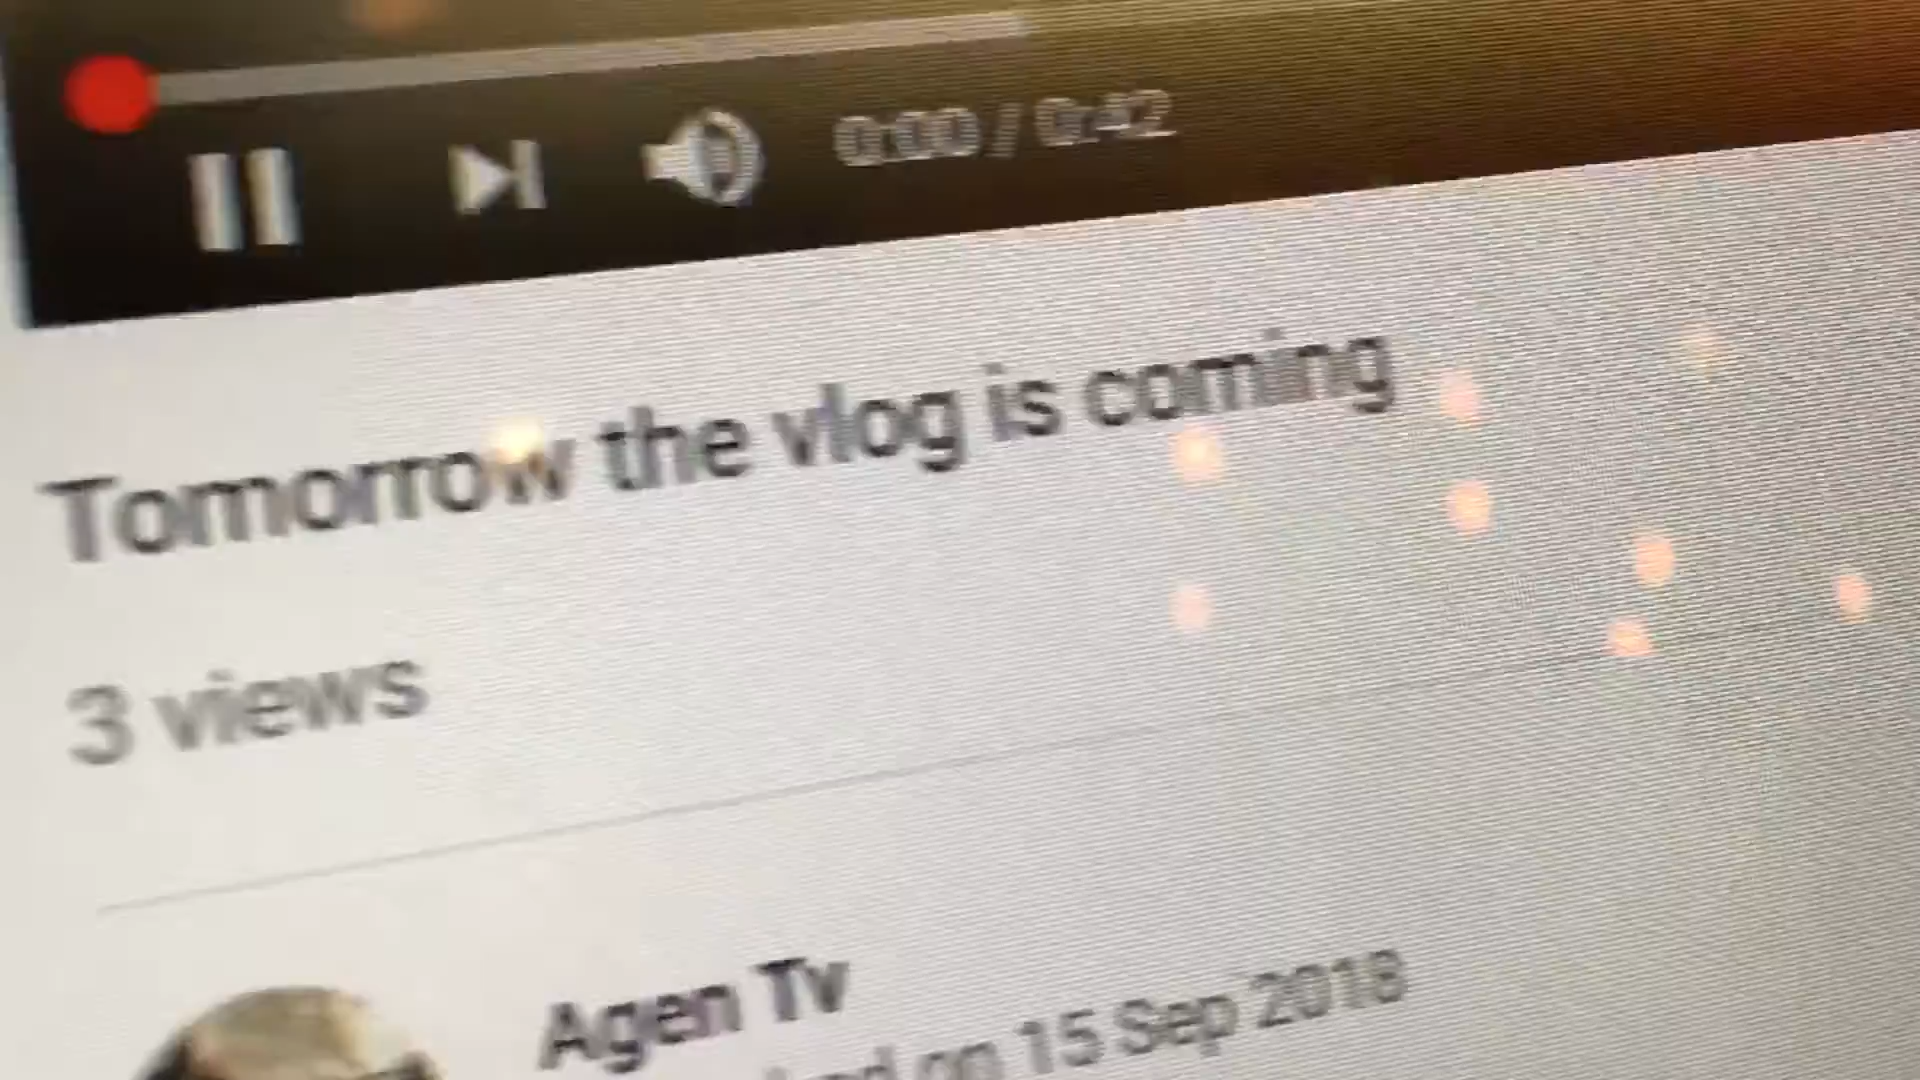 0:00 / 0:42
Tomorrow the vlog is coming
3 views
Agen Tv
on 15 Sep 2018